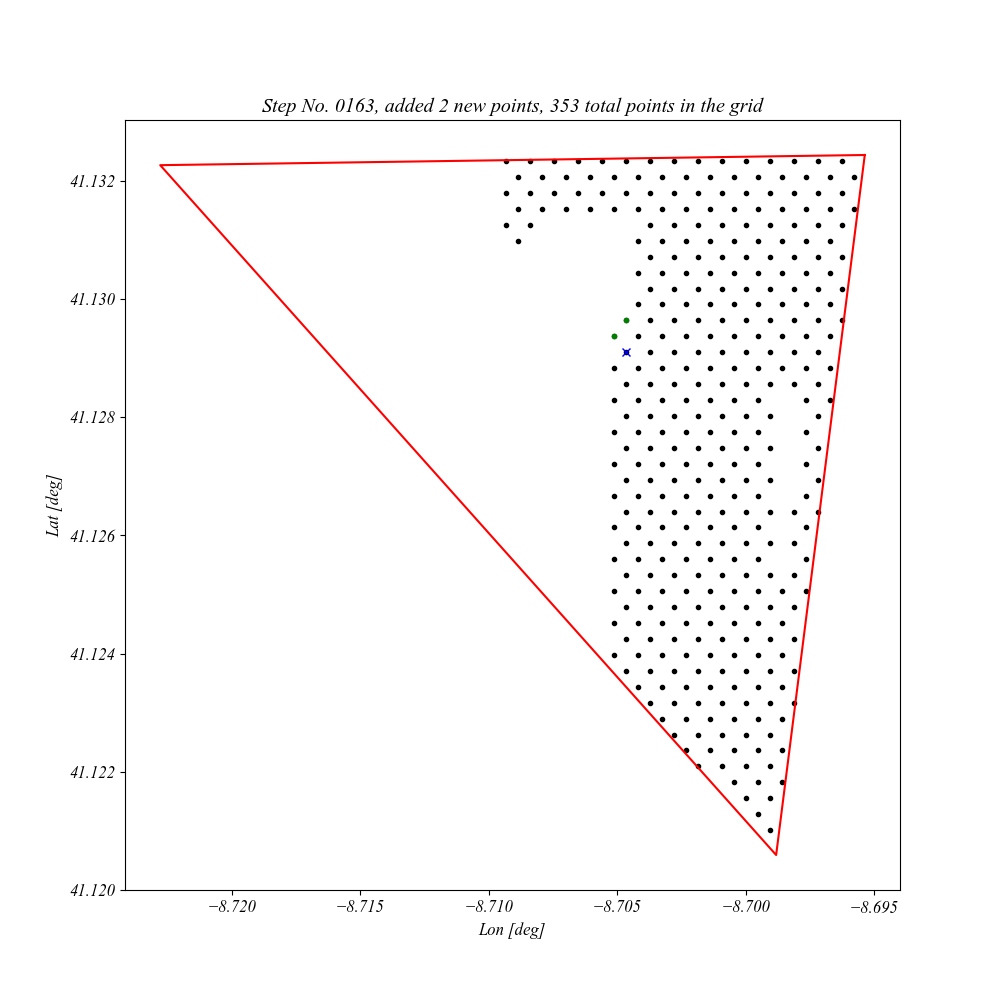 Step No. 0163, added 2 new points, 353 total points in the grid
41.132
41.130
41.128
41.126
41.124
41.122
41.120
Lat [deg]
−8.720 −8.715 −8.710 −8.705 −8.700 −8.695
Lon [deg]